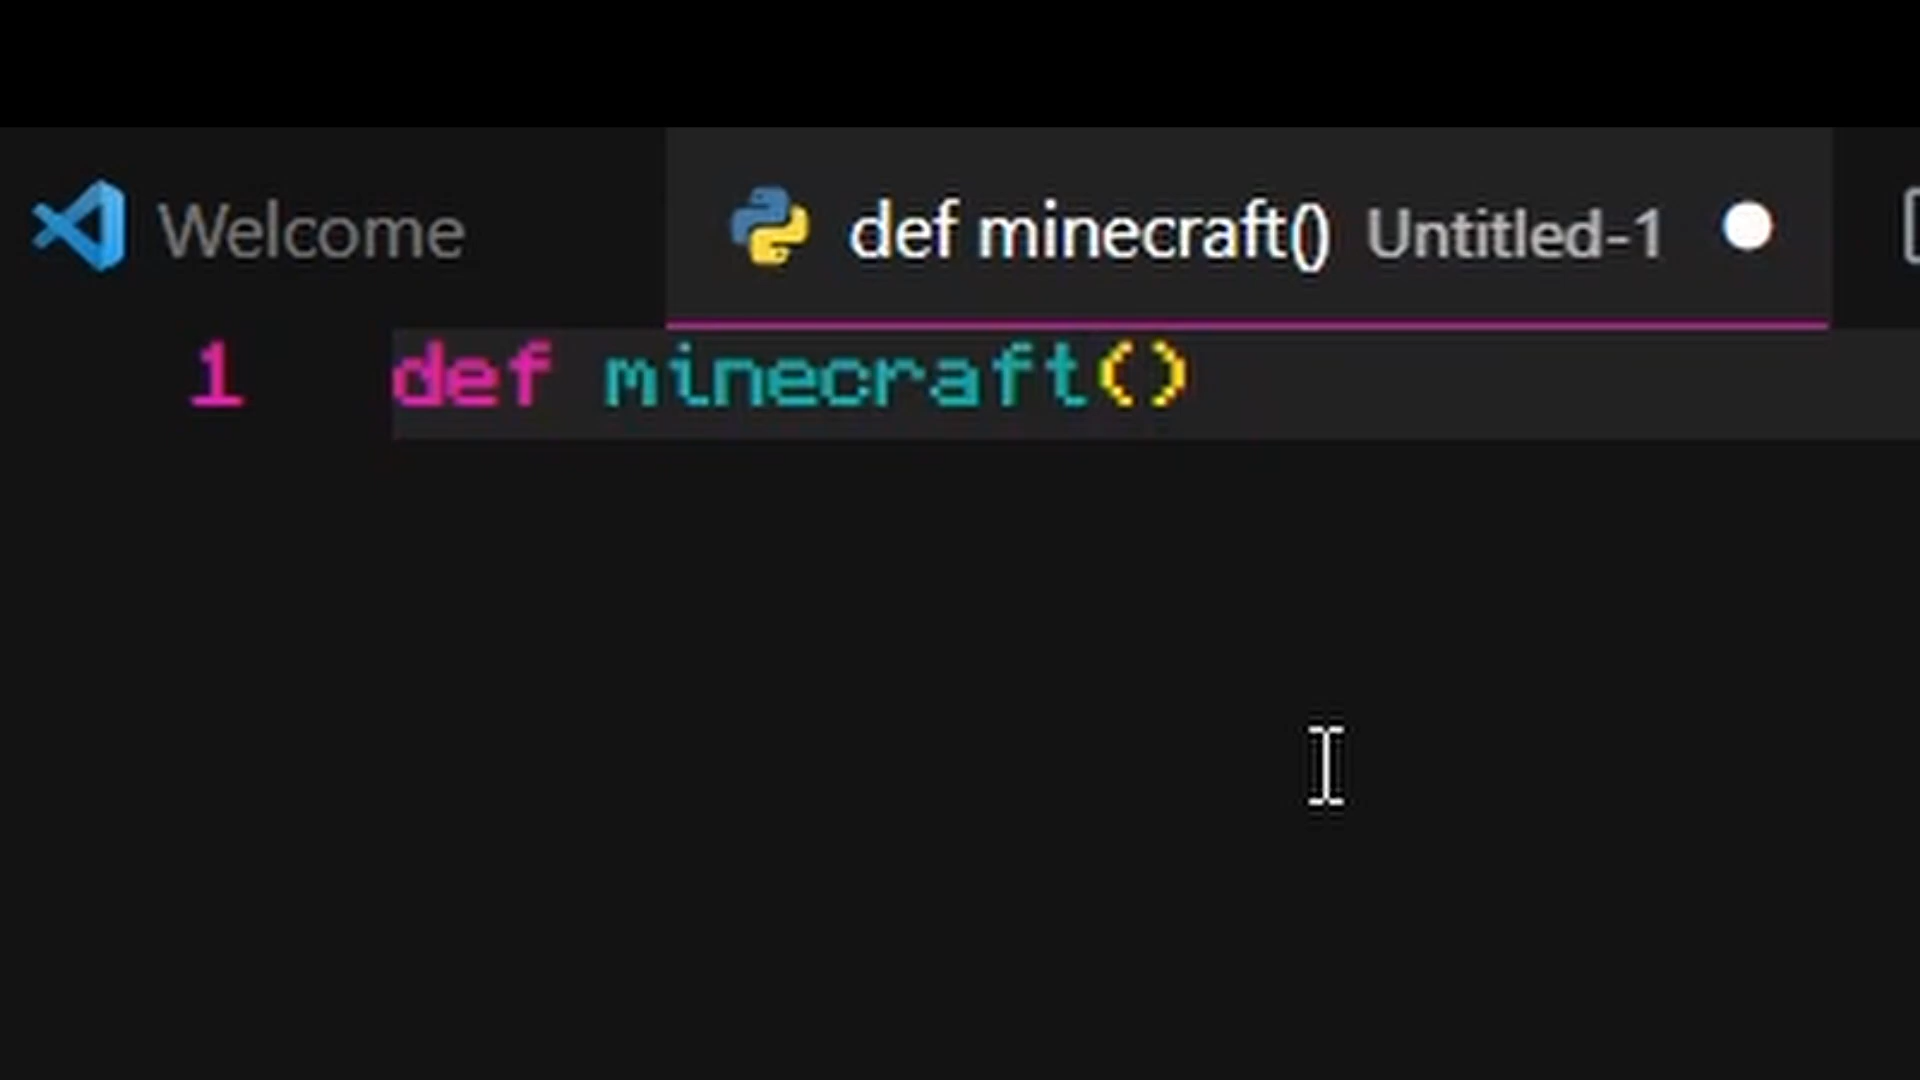 Welcome
def minecraft() Untitled-1
1 def minecraft()